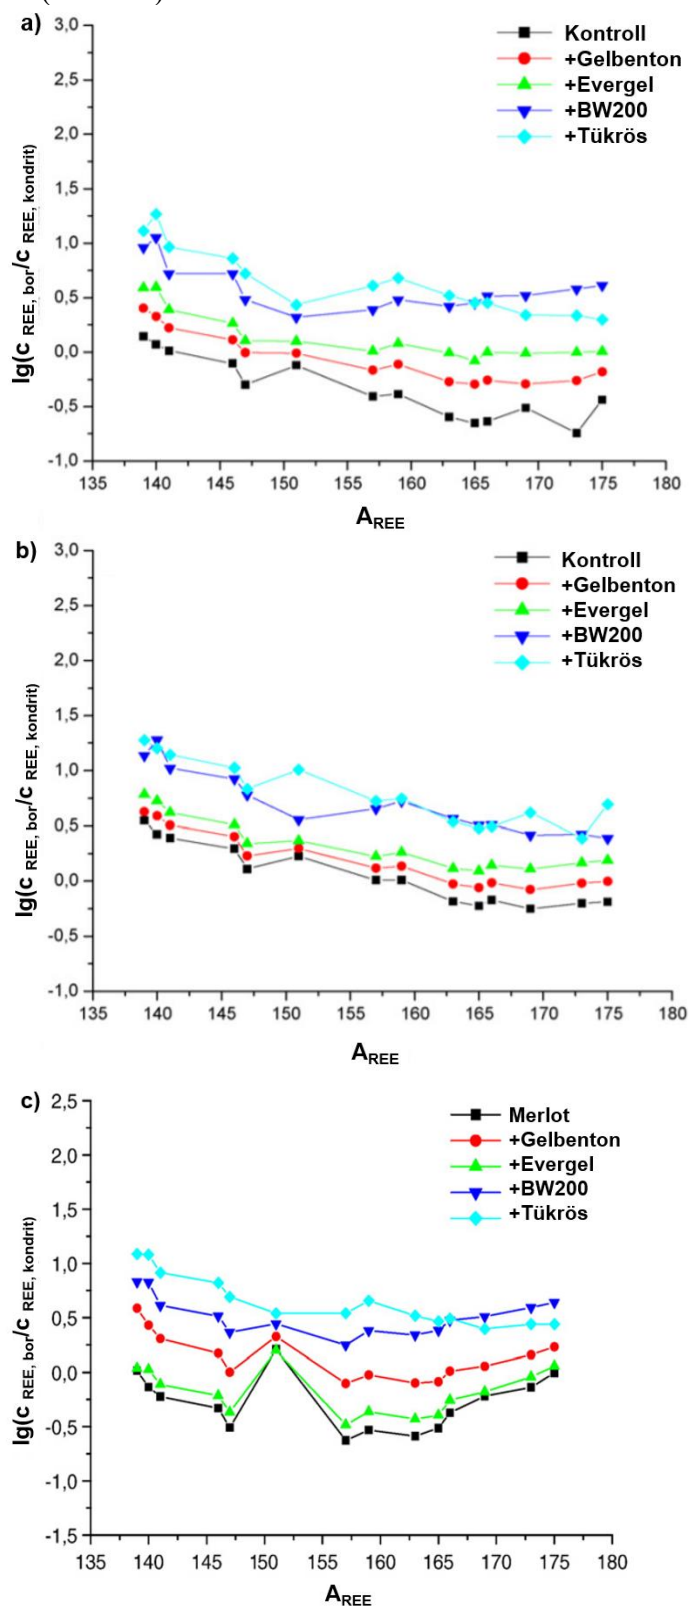 a)
3,0
2,5
2,0
1,5
1,0
0,5
0,0
-0,5
-1,0
lg(c REE, bor/c REE, kondrit)
Kontroll
+Gelbenton
+Evergel
+BW200
+Tükrös
135 140 145 150 155 160 165 170 175 180
AREE
b)
3,0
2,5
2,0
1,5
1,0
0,5
0,0
-0,5
-1,0
lg(c REE, bor/c REE, kondrit)
Kontroll
+Gelbenton
+Evergel
+BW200
+Tükrös
135 140 145 150 155 160 165 170 175 180
AREE
c)
2,5
2,0
1,5
1,0
0,5
0,0
-0,5
-1,0
-1,5
lg(c REE, bor/c REE, kondrit)
Merlot
+Gelbenton
+Evergel
+BW200
+Tükrös
135 140 145 150 155 160 165 170 175 180
AREE